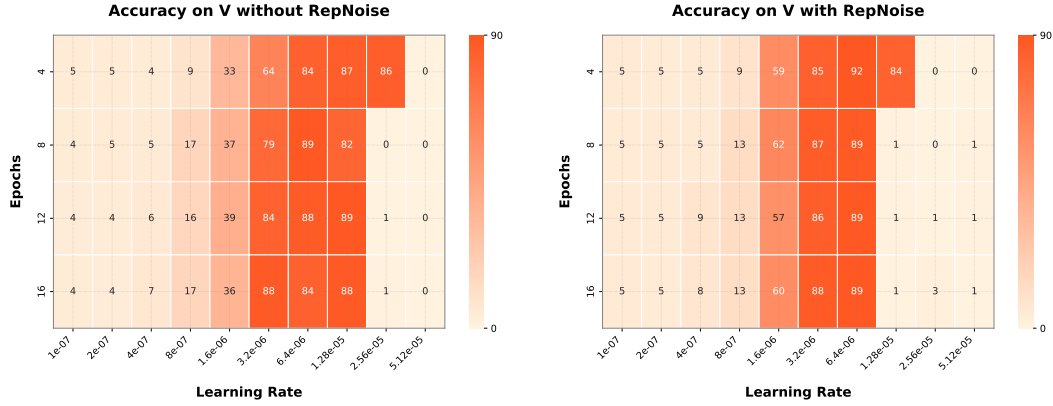 Accuracy on V without RepNoise
4 5 5 4 9 33 64 84 87 86 0
8 4 5 5 17 37 79 89 82 0 0
12 4 4 6 16 39 84 88 89 1 0
16 4 4 7 17 36 88 84 88 1 0
1e-07 2e-07 4e-07 8e-07 1.6e-06 3.2e-06 6.4e-06 1.28e-05 2.56e-05 5.12e-05
Learning Rate
Epochs
90
0
Accuracy on V with RepNoise
4 5 5 5 9 59 85 92 84 0 0
8 5 5 5 13 62 87 89 1 0 1
12 5 5 9 13 57 86 89 1 1 1
16 5 5 8 13 60 88 89 1 3 1
1e-07 2e-07 4e-07 8e-07 1.6e-06 3.2e-06 6.4e-06 1.28e-05 2.56e-05 5.12e-05
Learning Rate
Epochs
90
0